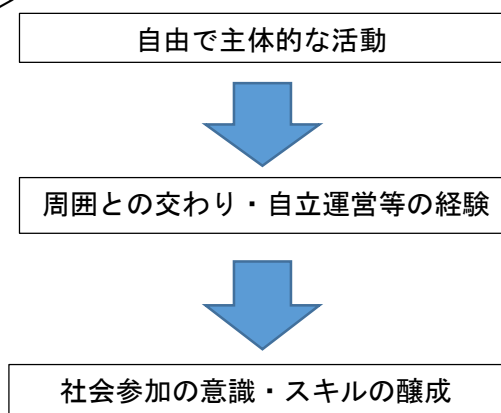 自由で主体的な活動
周囲との交わり・自立運営等の経験
社会参加の意識・スキルの醸成